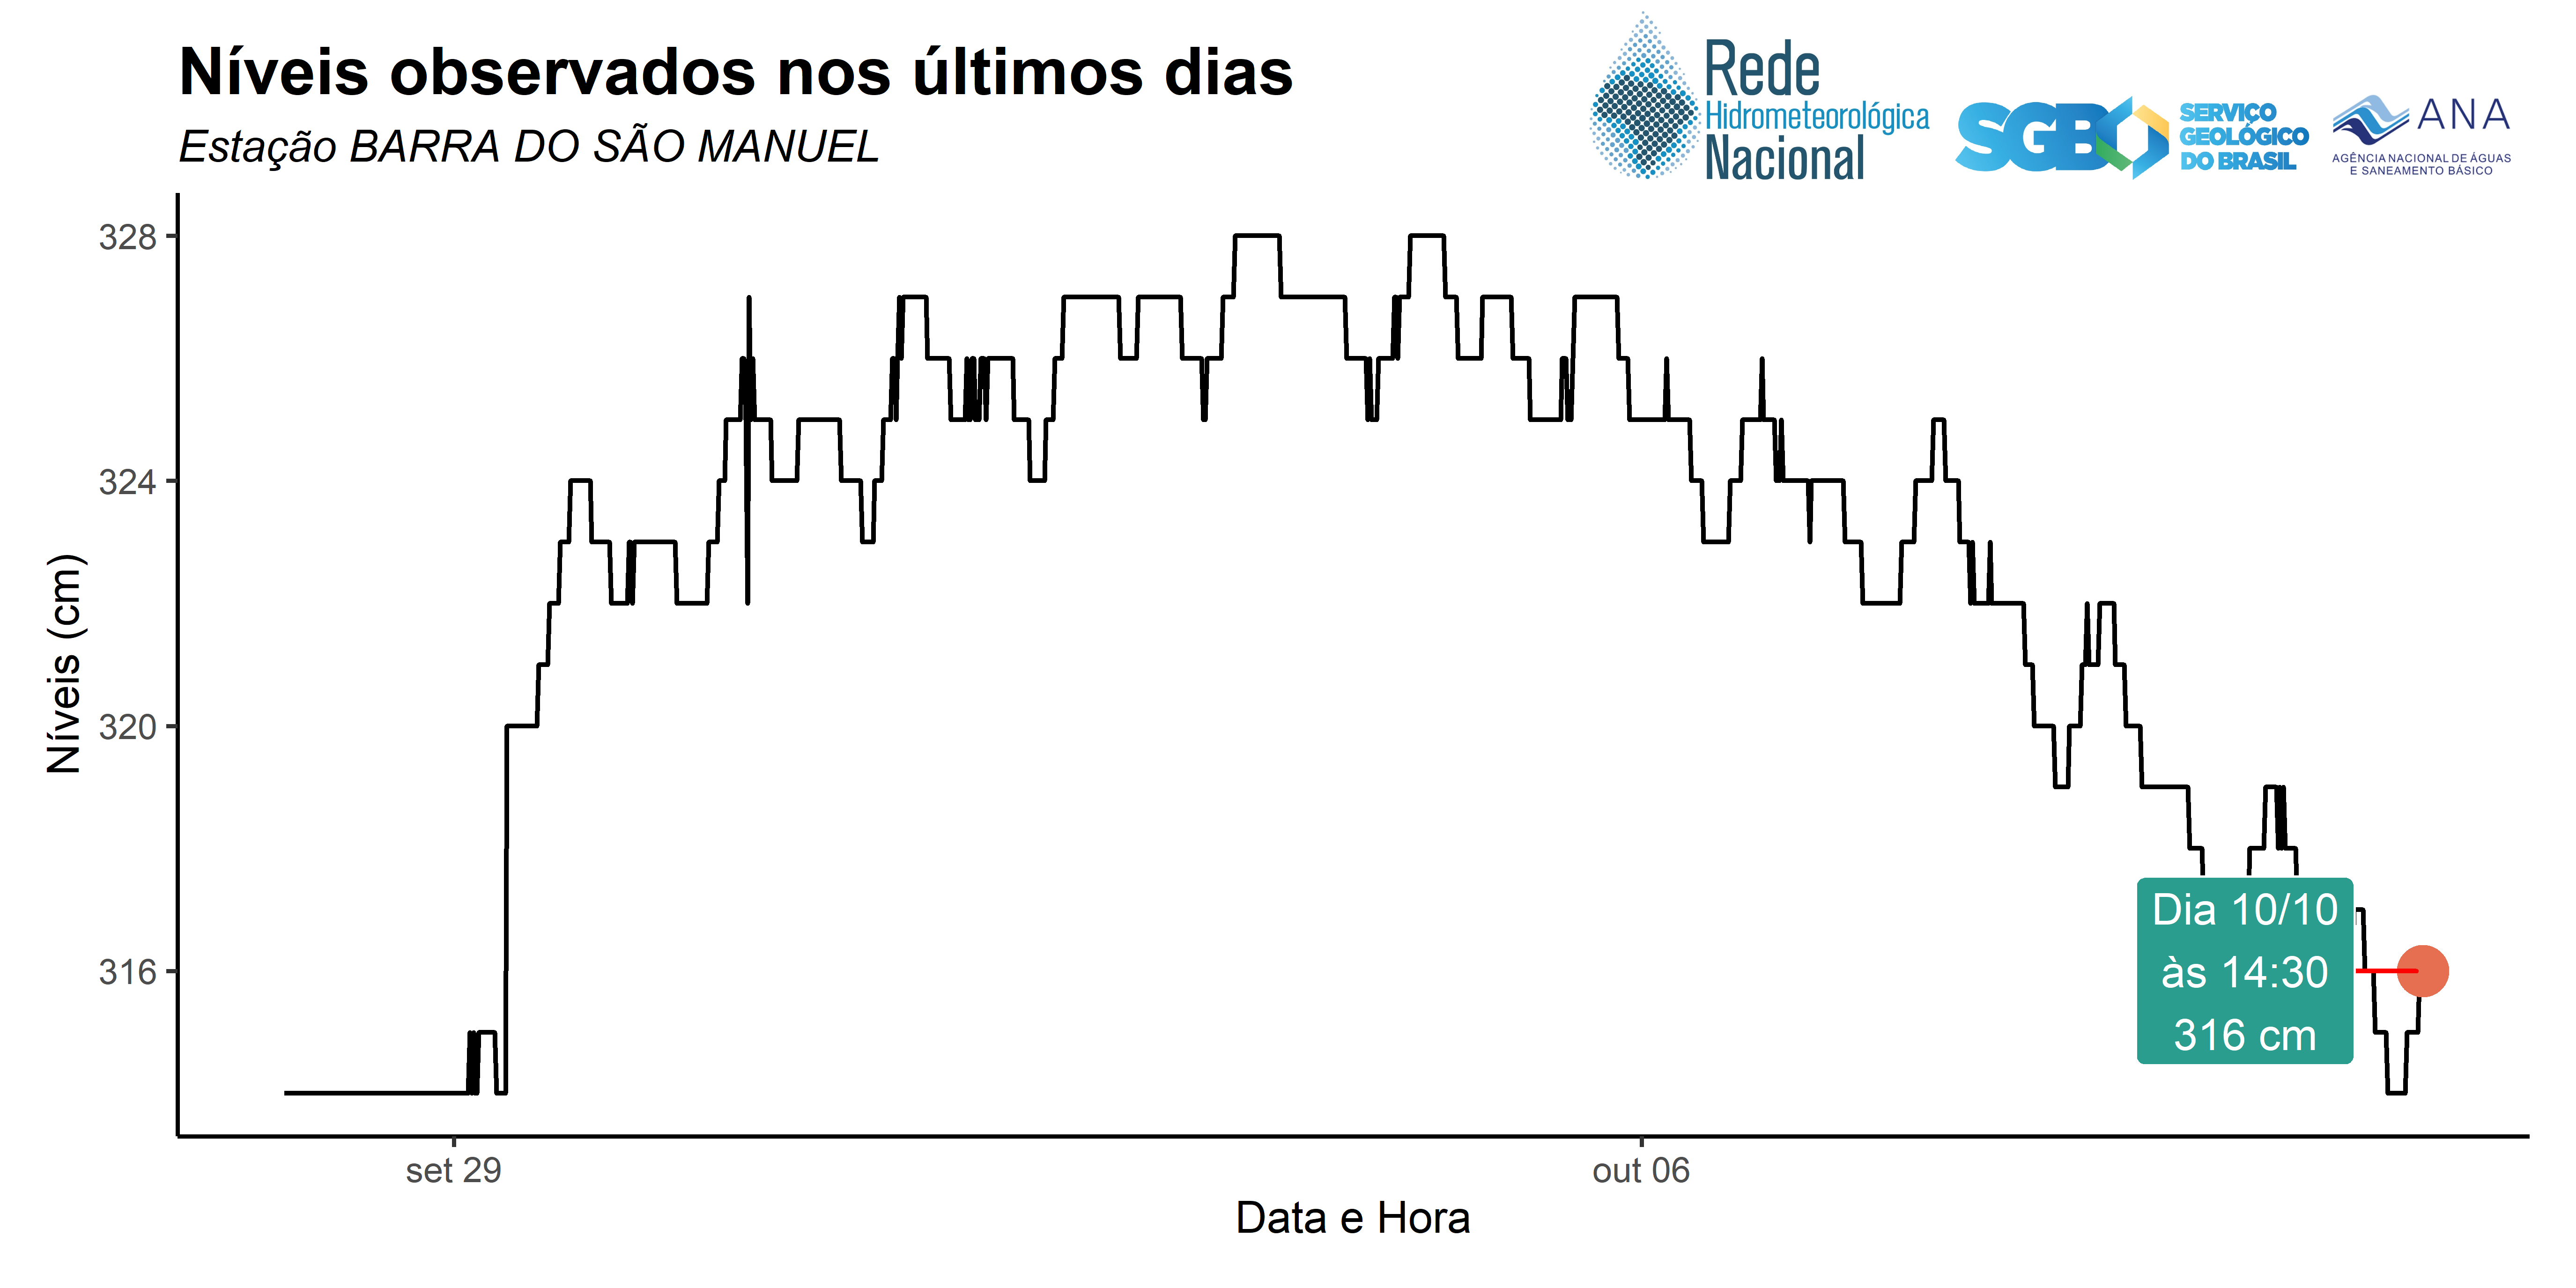 Níveis observados nos últimos dias
Estação BARRA DO SÃO MANUEL
Rede
Hidrometeorológica
Nacional
SGB
SERVIÇO
GEOLÓGICO
DO BRASIL
ANA
AGÊNCIA NACIONAL DE ÁGUAS
E SANEAMENTO BÁSICO
Níveis (cm)
328
324
320
316
Dia 10/10
às 14:30
316 cm
set 29
out 06
Data e Hora